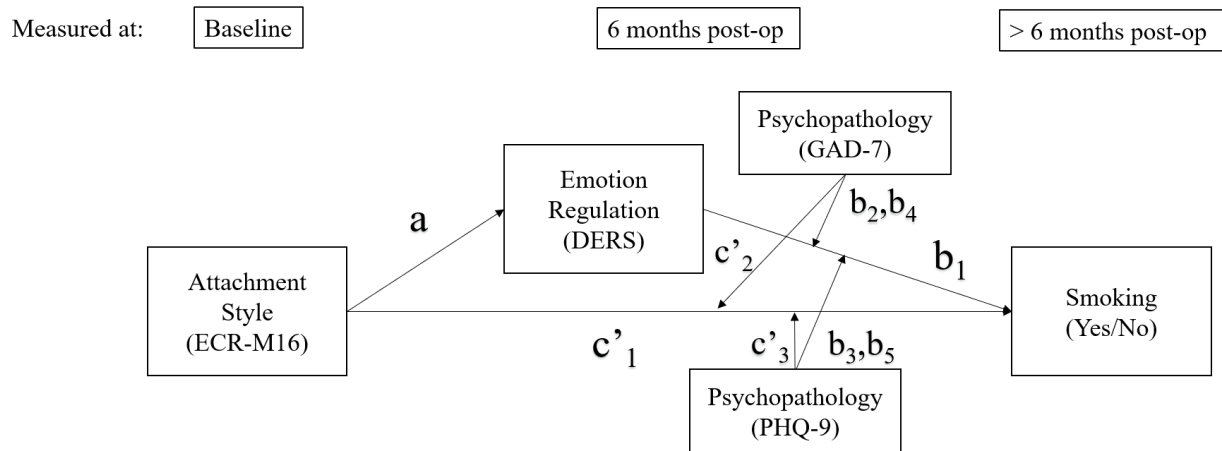 Measured at:
Baseline
6 months post-op
> 6 months post-op
Psychopathology
(GAD-7)
Emotion
Regulation
(DERS)
b₂,b₄
a
c’₂
b₁
Attachment
Style
(ECR-M16)
Smoking
(Yes/No)
c’₁
c’₃
b₃,b₅
Psychopathology
(PHQ-9)